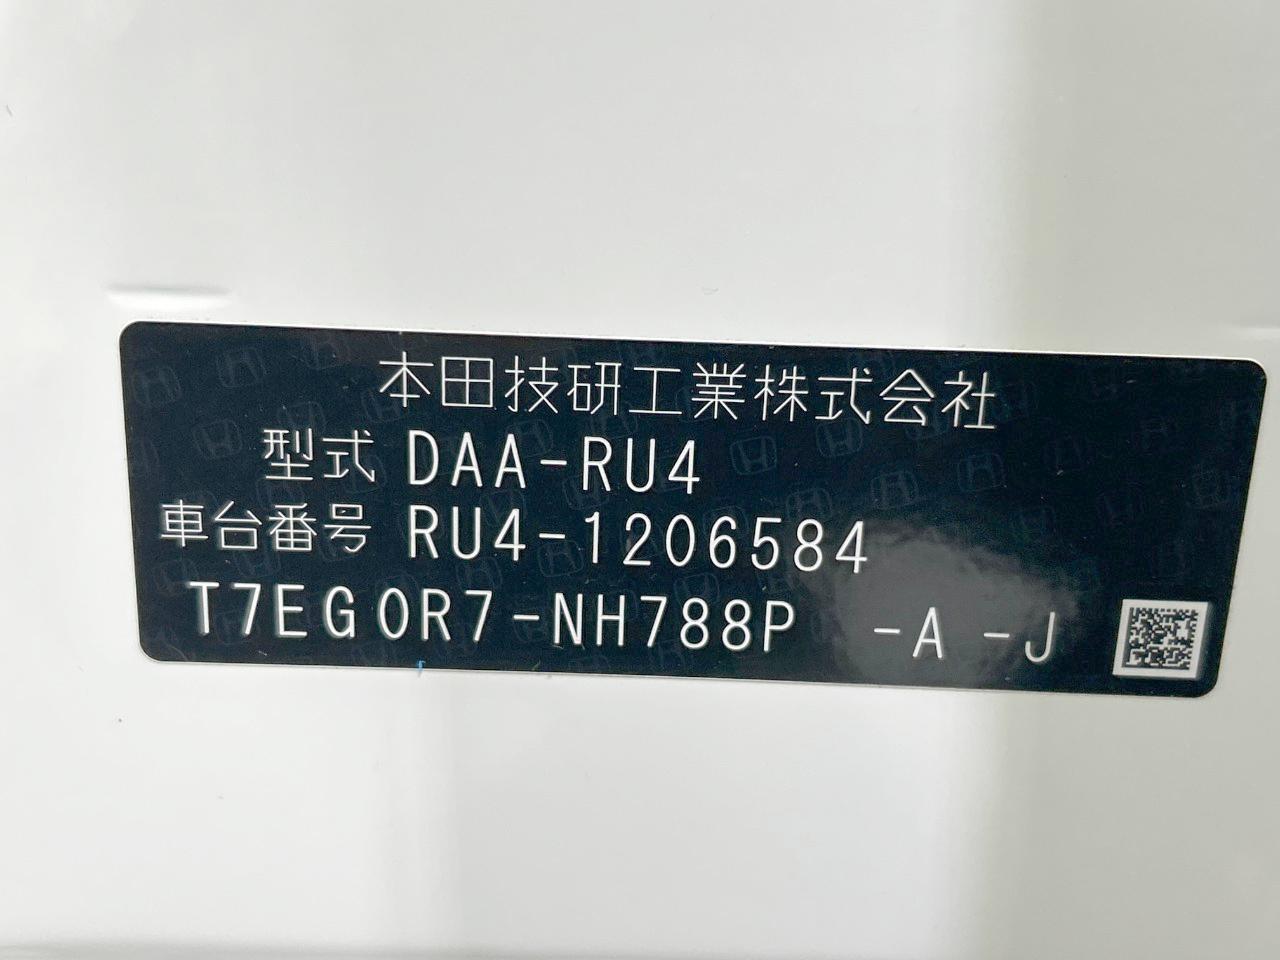 本田技研工業株式会社
型式 DAA-RU4
車台番号 RU4-1206584
T7EG0R7-NH788P -A -J